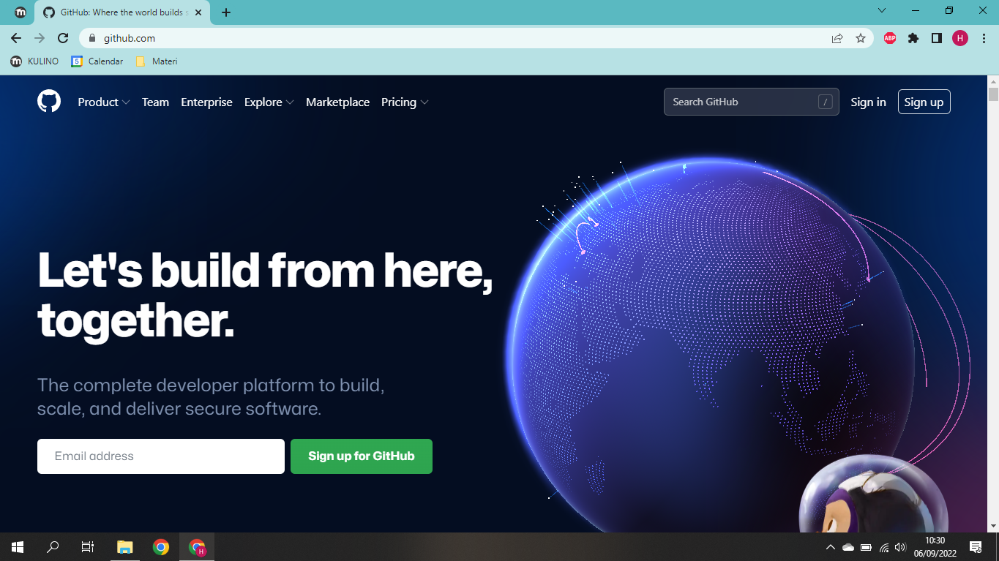 GitHub: Where the world builds s
github.com
ABP
H
KULINO
5
Calendar
Materi
Product
Team
Enterprise
Explore
Marketplace
Pricing
Search GitHub
/
Sign in
Sign up
Let's build from here,
together.
The complete developer platform to build,
scale, and deliver secure software.
Email address
Sign up for GitHub
H
10:30
06/09/2022